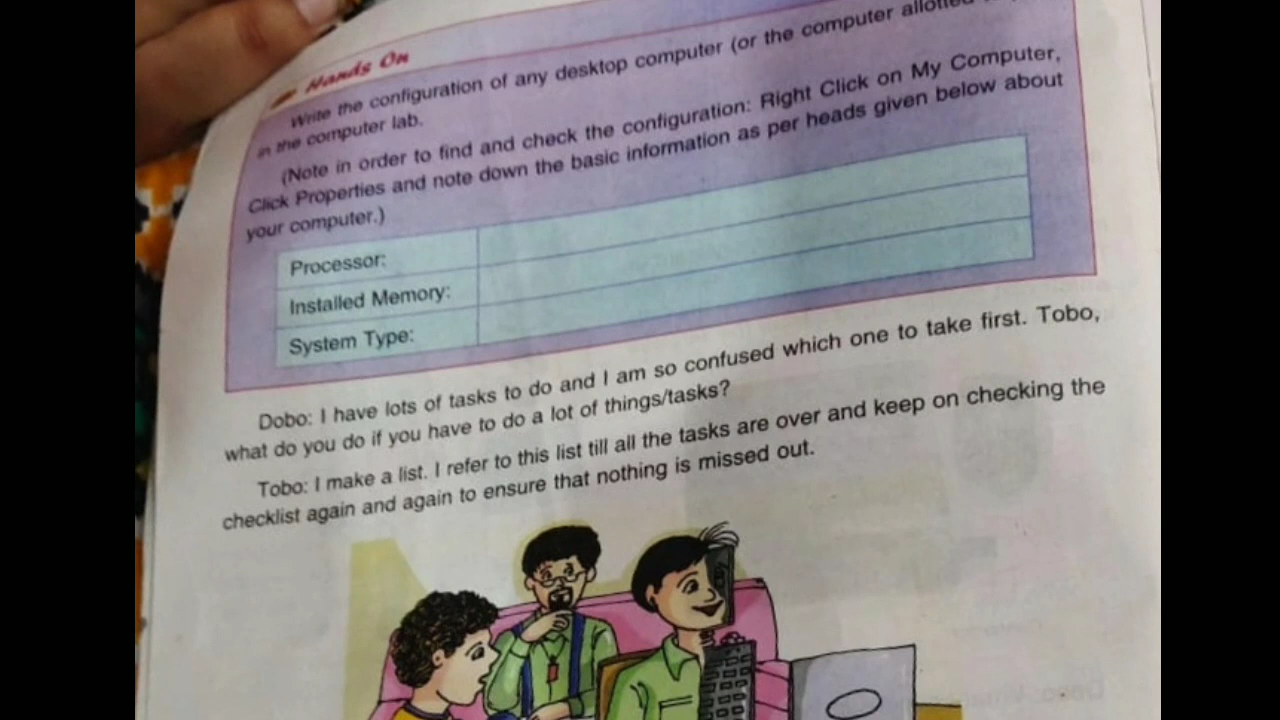 Hands On
Write the configuration of any desktop computer (or the computer allotted
in the computer lab.
(Note in order to find and check the configuration: Right Click on My Computer,
Click Properties and note down the basic information as per heads given below about
your computer.)
Processor:
Installed Memory:
System Type:
Dobo: I have lots of tasks to do and I am so confused which one to take first. Tobo,
what do you do if you have to do a lot of things/tasks?
Tobo: I make a list. I refer to this list till all the tasks are over and keep on checking the
checklist again and again to ensure that nothing is missed out.